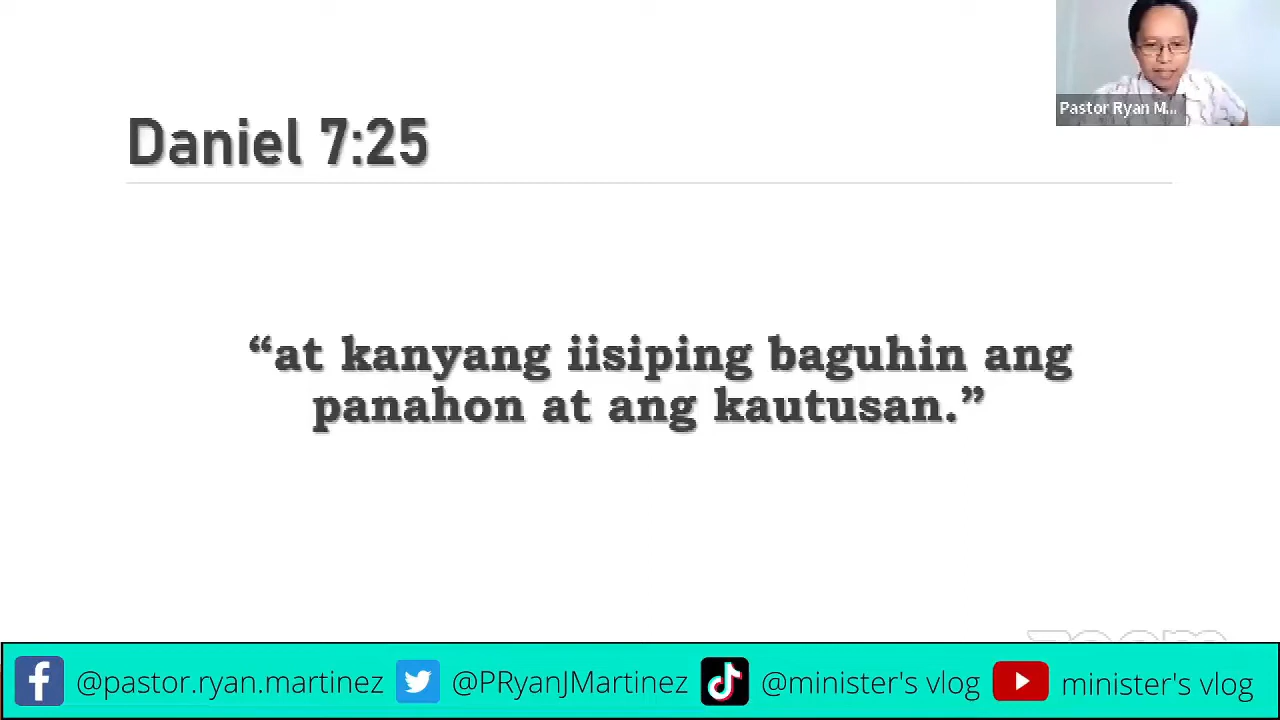 Pastor Ryan M...
Daniel 7:25
“at kanyang iisiping baguhin ang
panahon at ang kautusan.”
zoom
@pastor.ryan.martinez @PRyanJMartinez @minister's vlog minister's vlog